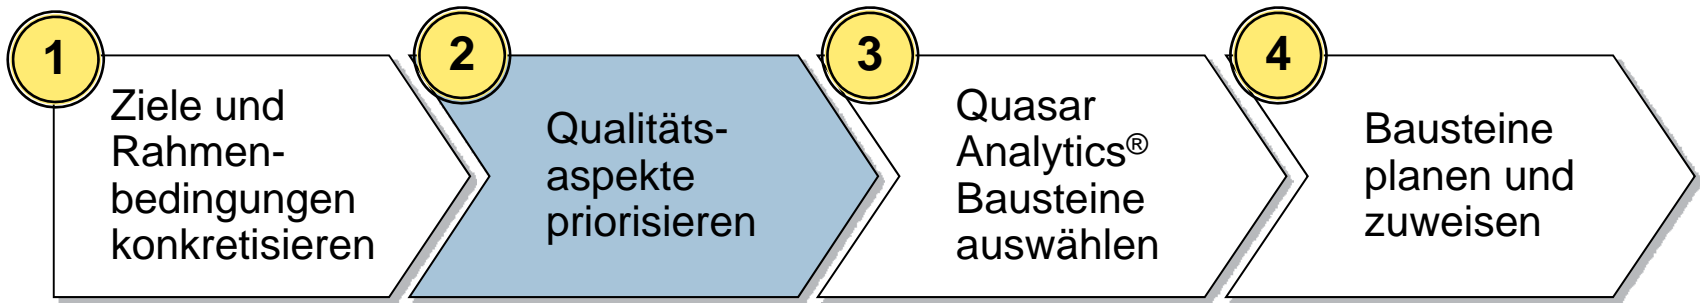 1
Ziele und
Rahmen-
bedingungen
konkretisieren
2
Qualitäts-
aspekte
priorisieren
3
Quasar
Analytics®
Bausteine
auswählen
4
Bausteine
planen und
zuweisen